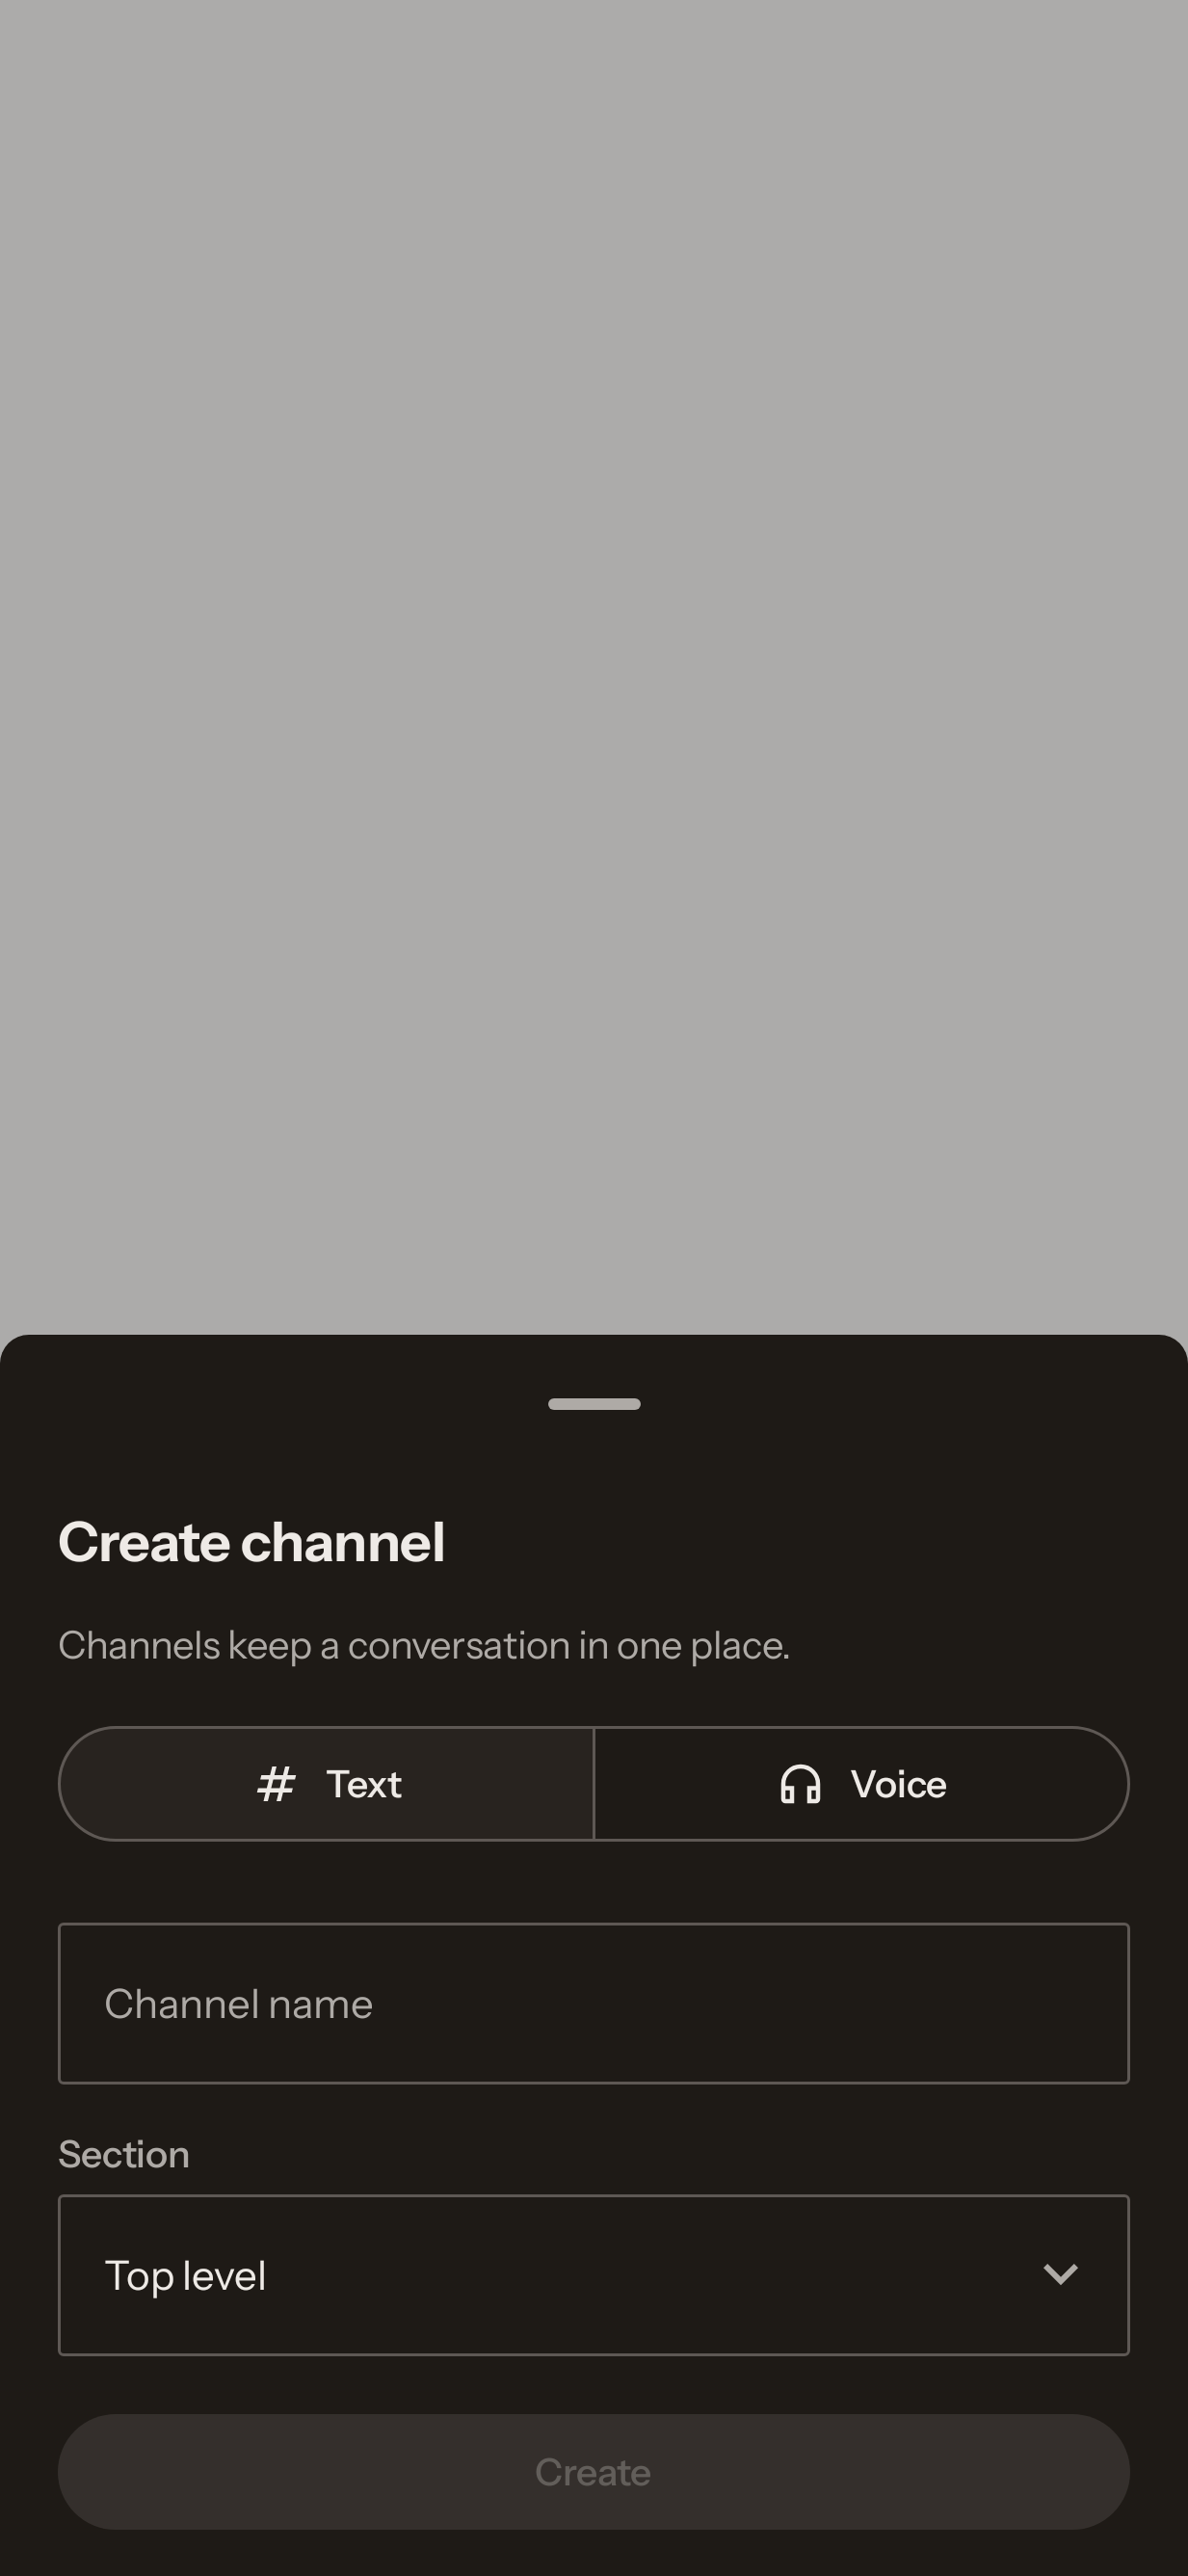 Create channel
Channels keep a conversation in one place.
Text
Voice
Channel name
Section
Top level
Create